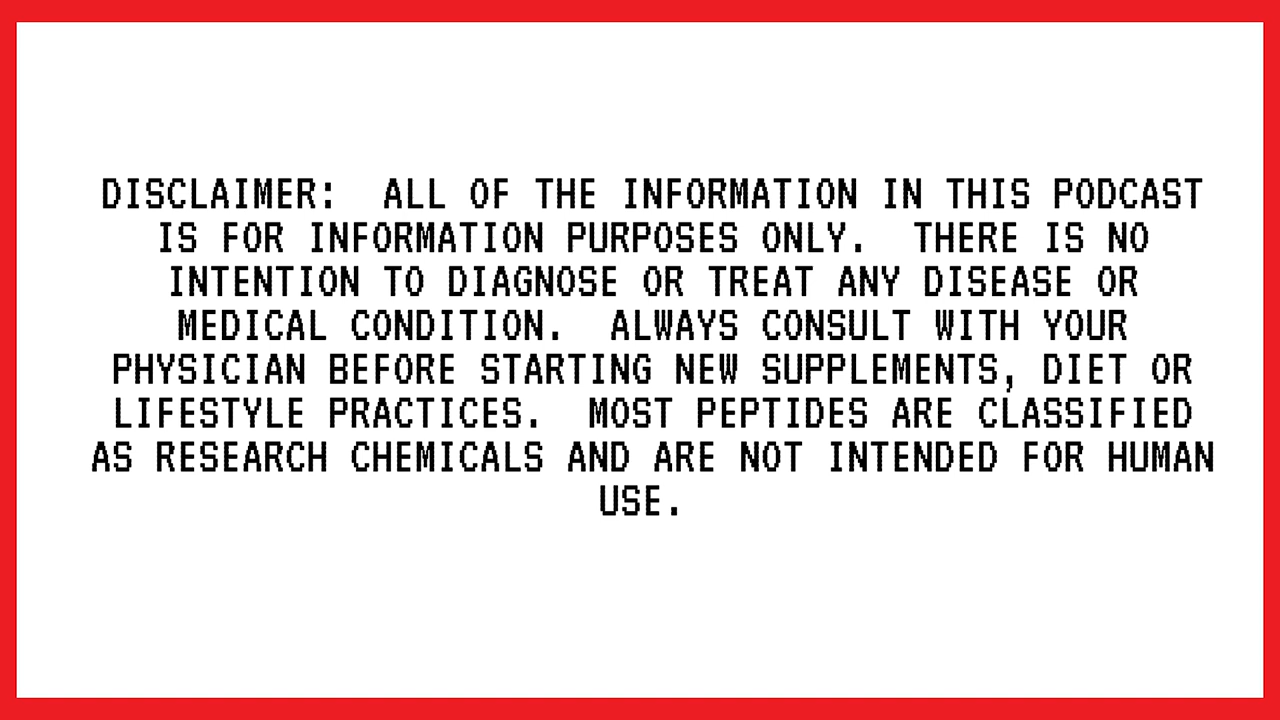 DISCLAIMER:  ALL OF THE INFORMATION IN THIS PODCAST
IS FOR INFORMATION PURPOSES ONLY.  THERE IS NO
INTENTION TO DIAGNOSE OR TREAT ANY DISEASE OR
MEDICAL CONDITION.  ALWAYS CONSULT WITH YOUR
PHYSICIAN BEFORE STARTING NEW SUPPLEMENTS, DIET OR
LIFESTYLE PRACTICES.  MOST PEPTIDES ARE CLASSIFIED
AS RESEARCH CHEMICALS AND ARE NOT INTENDED FOR HUMAN
USE.